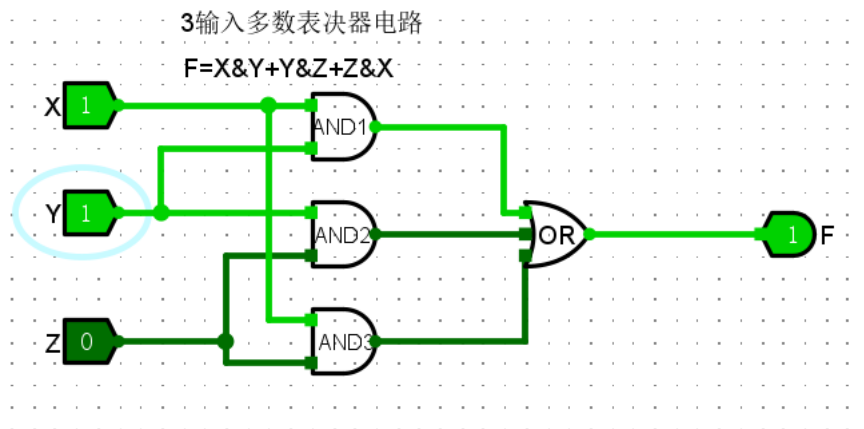 3输入多数表决器电路
F=X&Y+Y&Z+Z&X
X 1
AND1
Y 1
AND2
OR
1 F
Z 0
AND3